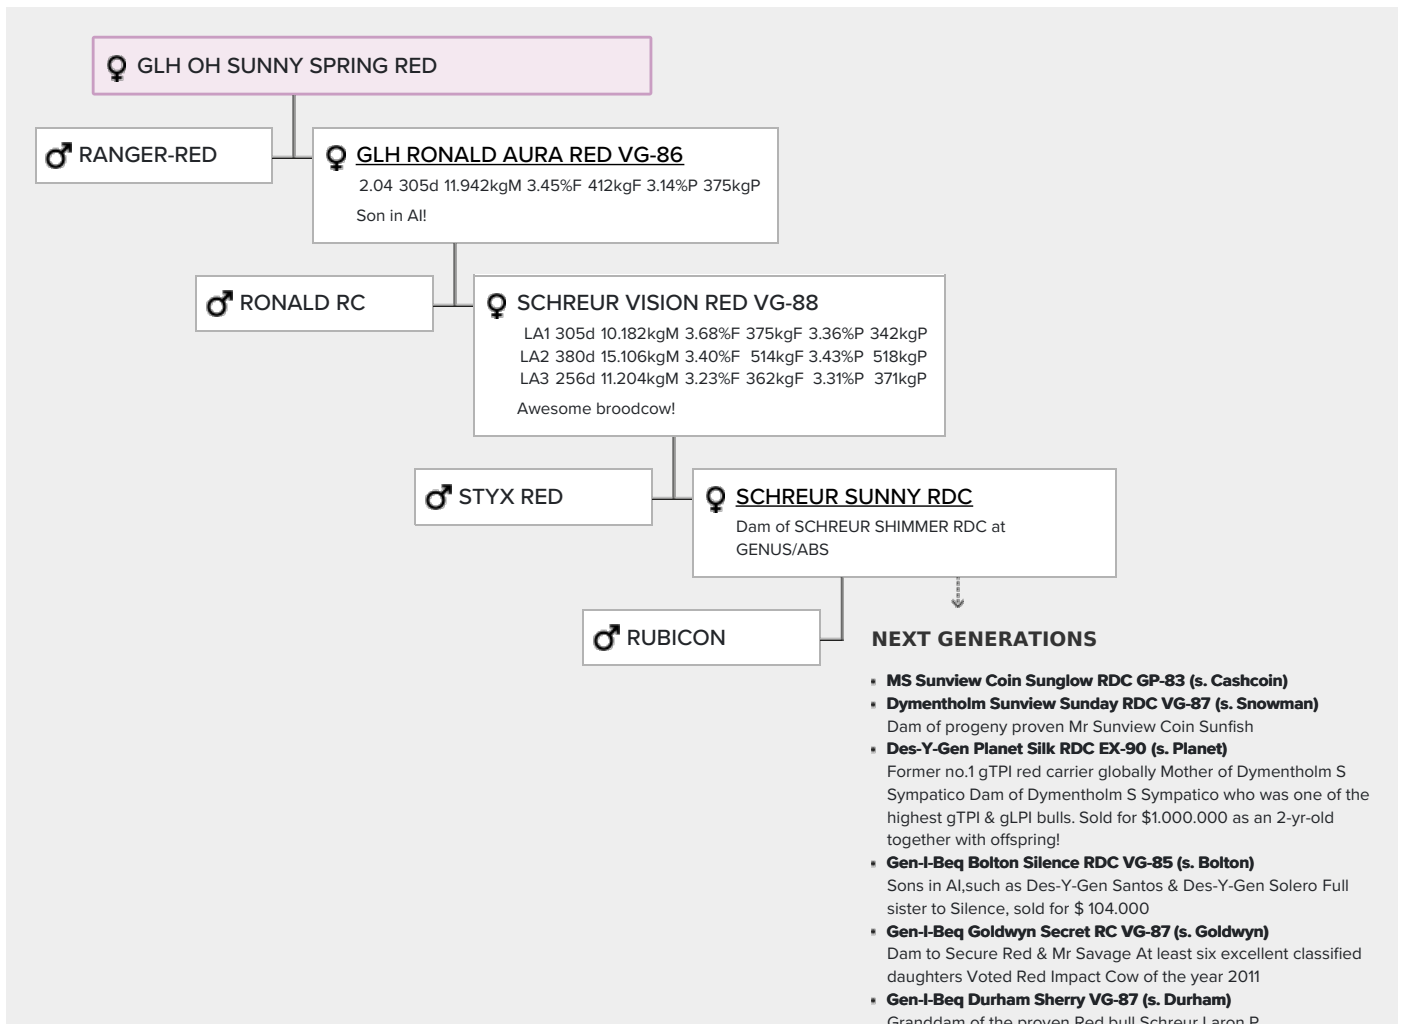 GLH OH SUNNY SPRING RED
RANGER-RED
GLH RONALD AURA RED VG-86
2.04 305d 11.942kgM 3.45%F 412kgF 3.14%P 375kgP
Son in AI!
RONALD RC
SCHREUR VISION RED VG-88
LA1 305d 10.182kgM 3.68%F 375kgF 3.36%P 342kgP
LA2 380d 15.106kgM 3.40%F 514kgF 3.43%P 518kgP
LA3 256d 11.204kgM 3.23%F 362kgF 3.31%P 371kgP
Awesome broodcow!
STYX RED
SCHREUR SUNNY RDC
Dam of SCHREUR SHIMMER RDC at
GENUS/ABS
RUBICON
NEXT GENERATIONS
MS Sunview Coin Sunglow RDC GP-83 (s. Cashcoin)
Dymentholm Sunview Sunday RDC VG-87 (s. Snowman)
Dam of progeny proven Mr Sunview Coin Sunfish
Des-Y-Gen Planet Silk RDC EX-90 (s. Planet)
Former no.1 gTPI red carrier globally Mother of Dymentholm S
Sympatico Dam of Dymentholm S Sympatico who was one of the
highest gTPI & gLPI bulls. Sold for $1.000.000 as an 2-yr-old
together with offspring!
Gen-I-Beq Bolton Silence RDC VG-85 (s. Bolton)
Sons in AI,such as Des-Y-Gen Santos & Des-Y-Gen Solero Full
sister to Silence, sold for $ 104.000
Gen-I-Beq Goldwyn Secret RC VG-87 (s. Goldwyn)
Dam to Secure Red & Mr Savage At least six excellent classified
daughters Voted Red Impact Cow of the year 2011
Gen-I-Beq Durham Sherry VG-87 (s. Durham)
Granddam of the proven Red bull Schreur Laron P